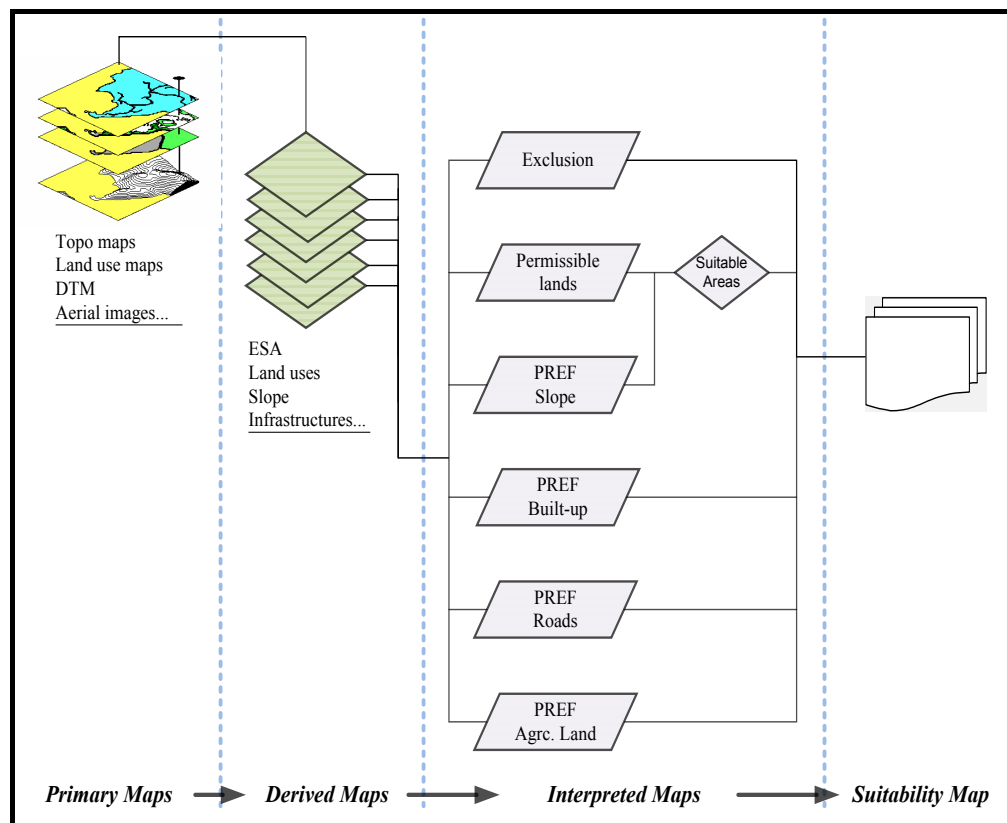 Topo maps
Land use maps
DTM
Aerial images...
ESA
Land uses
Slope
Infrastructures...
Exclusion
Permissible
lands
Suitable
Areas
PREF
Slope
PREF
Built-up
PREF
Roads
PREF
Agrc. Land
Primary Maps
Derived Maps
Interpreted Maps
Suitability Map